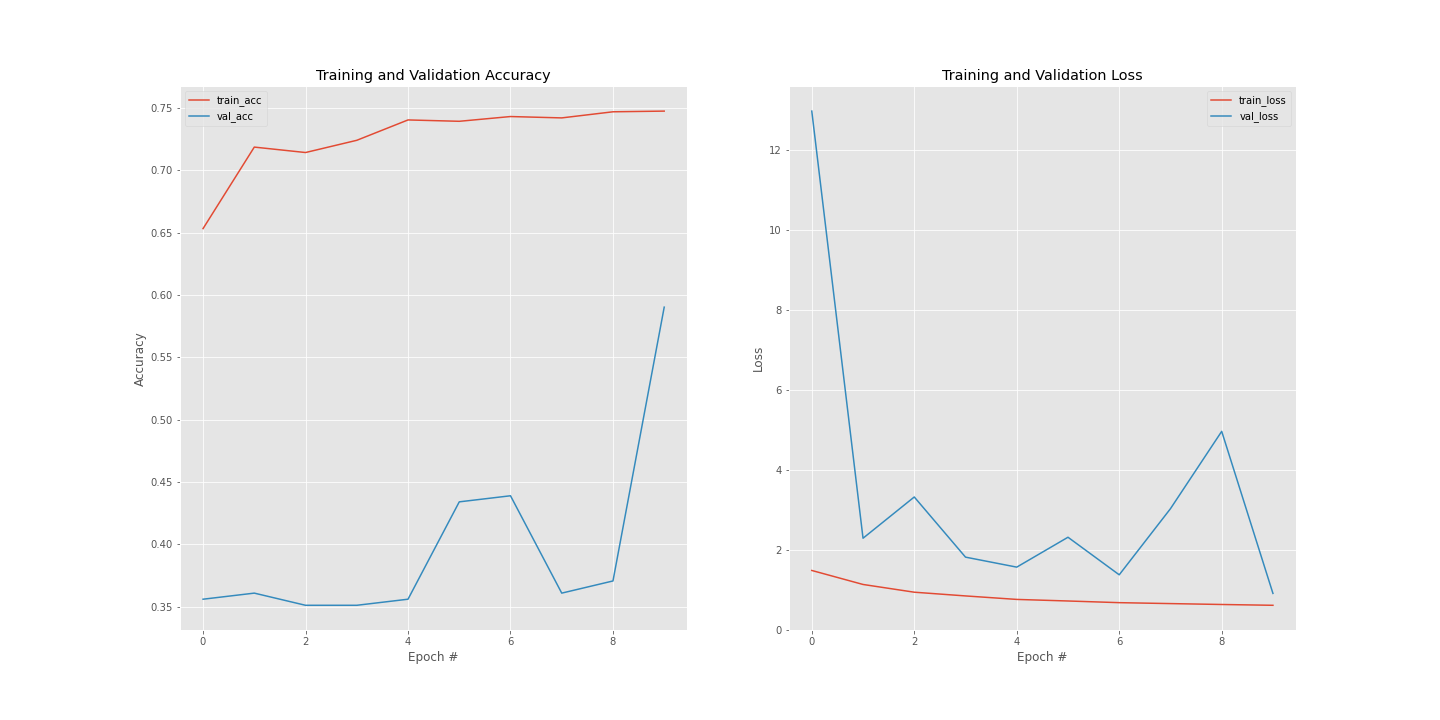 Training and Validation Accuracy
train_acc
val_acc
0.75
0.70
0.65
0.60
0.55
0.50
0.45
0.40
0.35
Accuracy
0 2 4 6 8
Epoch #
Training and Validation Loss
train_loss
val_loss
12
10
8
6
4
2
0
Loss
0 2 4 6 8
Epoch #